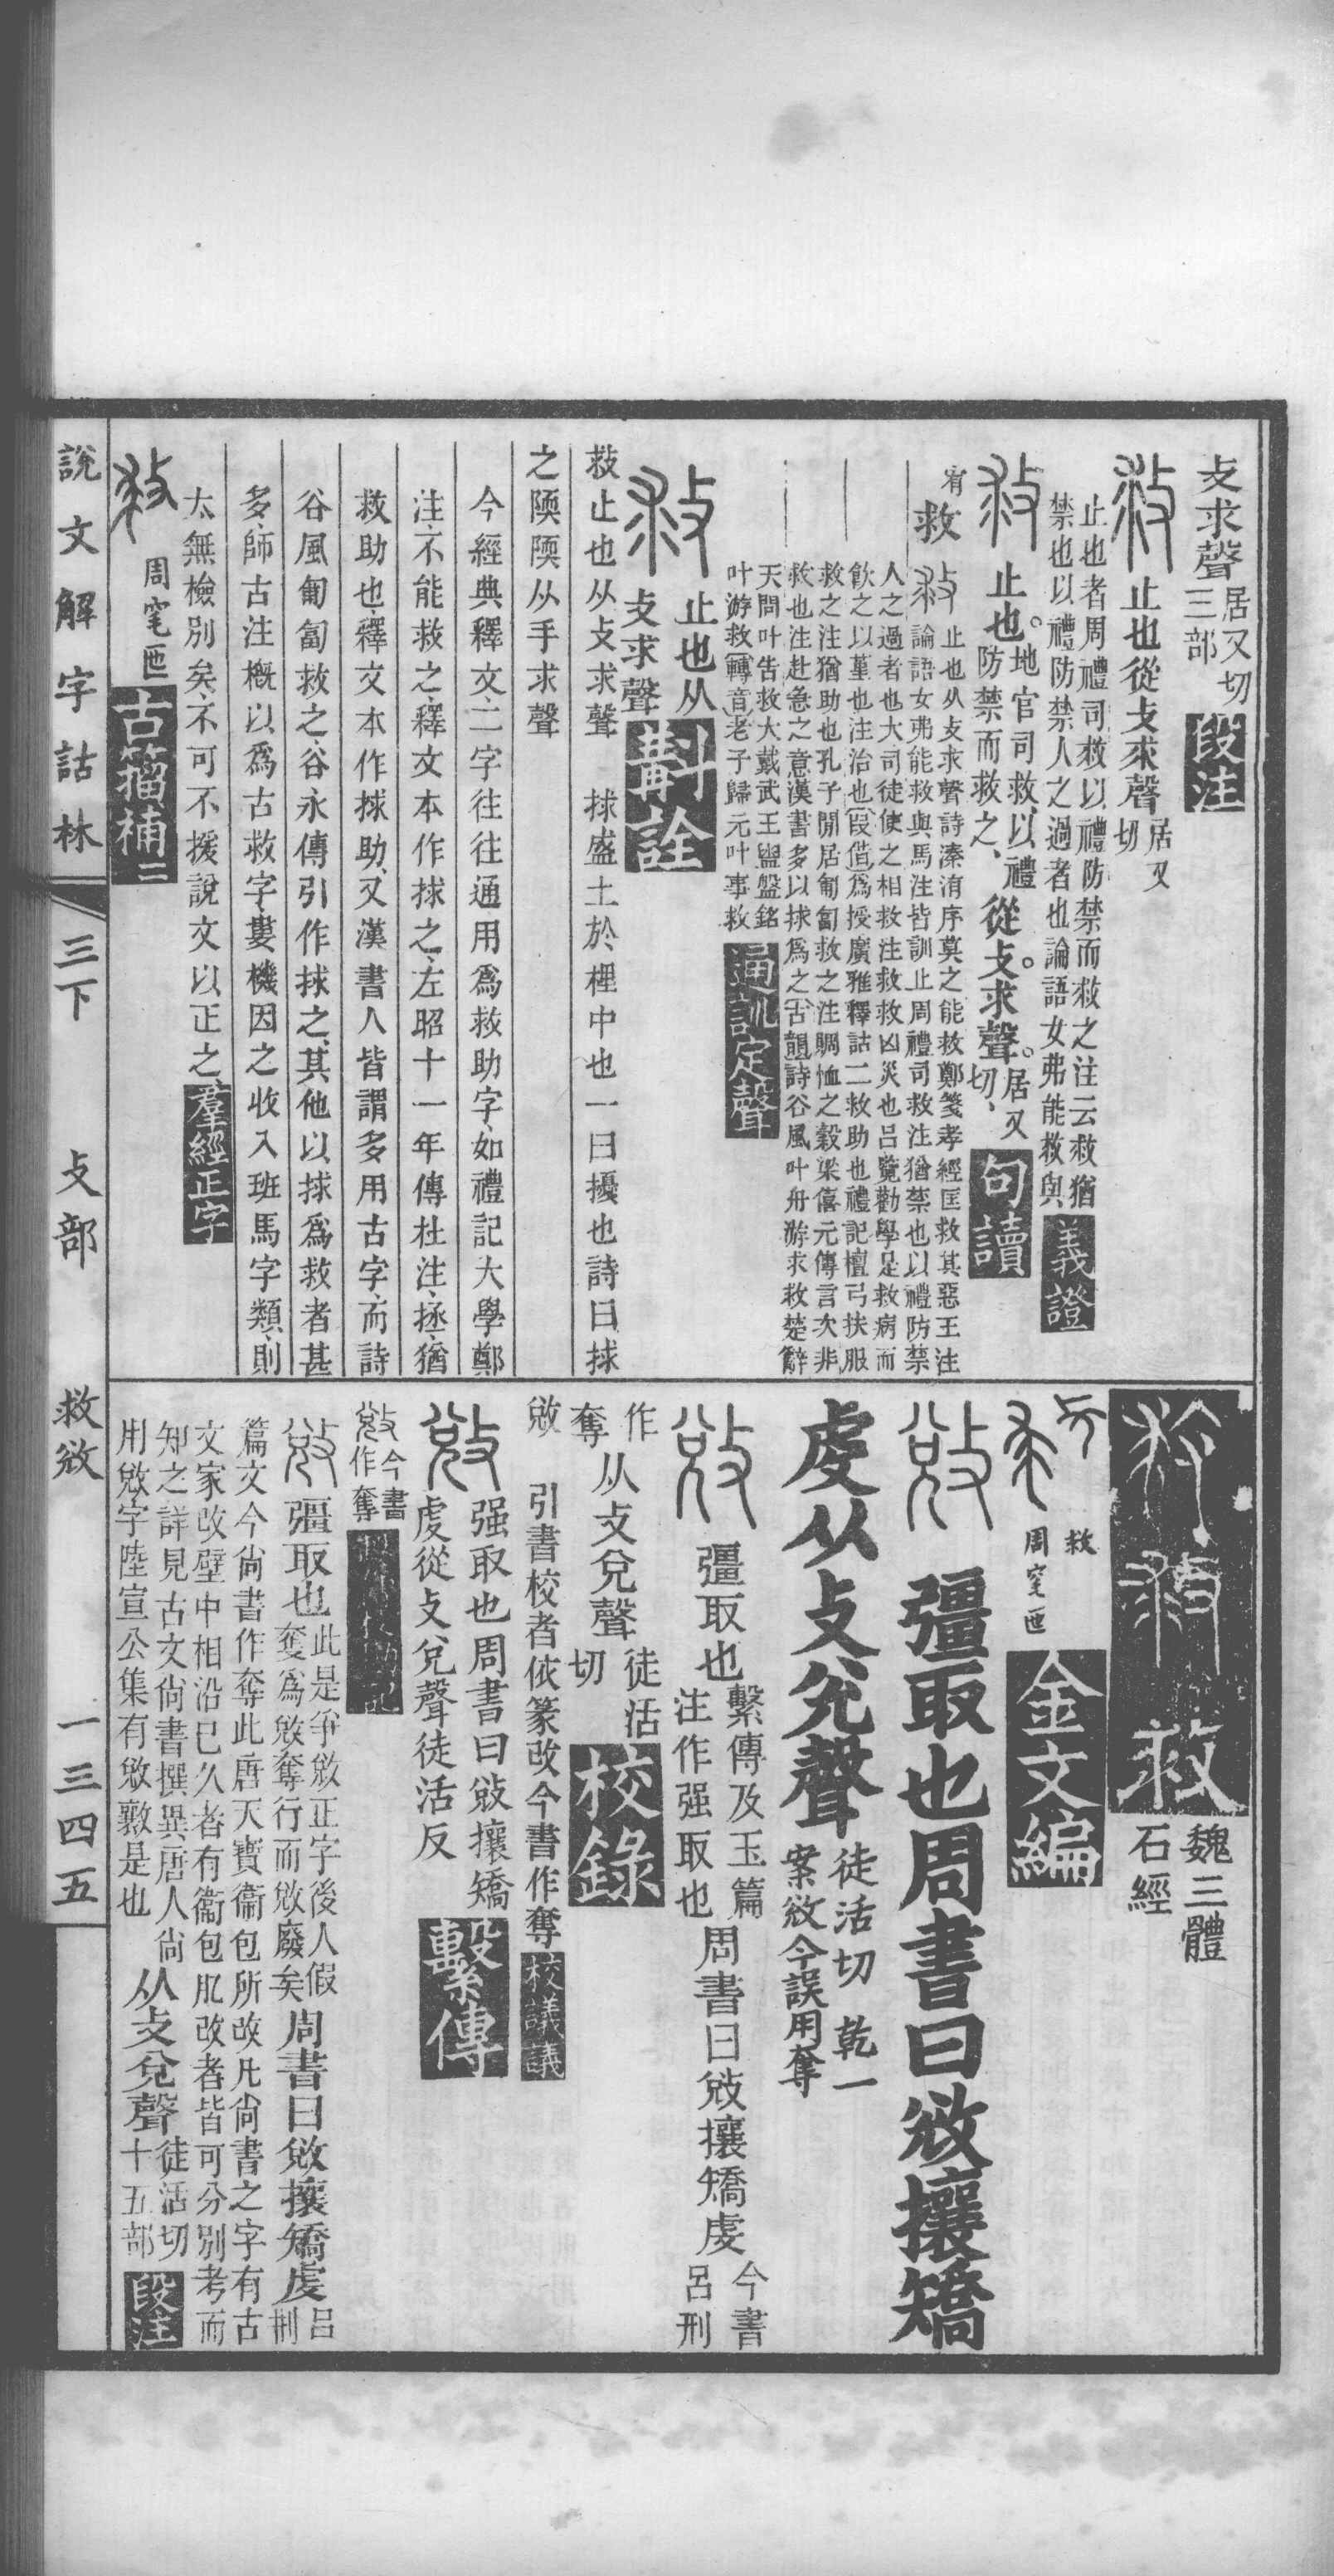 攴求聲居又切三部段注
止也從攴求聲居又切
止也者周禮司救以禮防禁而救之注云救猶
禁也以禮防禁人之過者也論語女弗能救與義證
止也地官司救以禮防禁而救之從攴求聲居又切句讀
宥救
止也从攴求聲詩溱洧序莫之能救鄭箋孝經匡救其惡王注
論語女弗能救與馬注皆訓止周禮司救注猶禁也以禮防禁
人之過者也大司徒使之相救注救救凶災也呂覽勸學是救病而
飲之以堇也注治也叚借爲授廣雅釋詁二救助也禮記檀弓扶服
救之注猶助也孔子閒居匍匐救之注賙恤之穀梁僖元傳言次非
救也注赴急之意漢書多以捄爲之古韻詩谷風叶舟游求救楚辭
天問叶告救大戴武王盥盤銘
叶游救轉音老子歸元叶事救通訓定聲
止也从攴求聲斠詮
救止也从攴求聲 捄盛土於梩中也一曰擾也詩曰捄
之陾陾从手求聲
今經典釋文二字往往通用爲救助字如禮記大學鄭
注不能救之釋文本作捄之左昭十一年傳杜注拯猶
救助也釋文本作捄助又漢書人皆謂多用古字而詩
谷風匍匐救之谷永傳引作捄之其他以捄爲救者甚
多師古注概以爲古救字婁機因之收入班馬字類則
太無檢別矣不可不援說文以正之羣經正字
周䆫匜古籀補三
救
魏三體石經
救
周䆫匜
金文編
彊取也周書曰敓攘矯
虔从攴兌聲徒活切 乾一案敓今誤用奪
彊取也繫傳及玉篇注作强取也周書曰敓攘矯虔今書呂刑
作奪从攴兌聲徒活切校錄
敓 引書校者依篆改今書作奪校議議
强取也周書曰敓攘矯
虔從攴兌聲徒活反繫傳
今書作奪
彊取也此是爭敓正字後人假奪爲敓奪行而敓廢矣周書曰敓攘矯虔呂刑
篇文今尙書作奪此唐天寶衞包所改凡尙書之字有古
文家改壁中相沿已久者有衞包肊改者皆可分別考而
知之詳見古文尙書撰異唐人尙
用敓字陸宣公集有敓敚是也从攴兌聲徒活切十五部段注
說文解字詁林 三下 攴部 救敓 一三四五